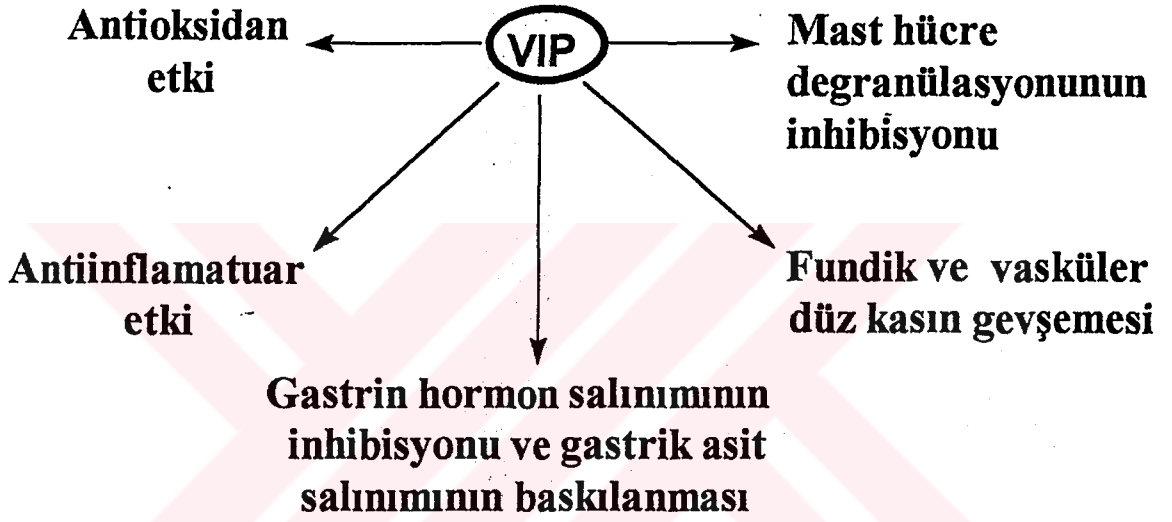 Antioksidan
etki
VIP
Mast hücre
degranülasyonunun
inhibisyonu
Antiinflamatuar
etki
Fundik ve vasküler
düz kasın gevşemesi
Gastrin hormon salınımının
inhibisyonu ve gastrik asit
salınımının baskılanması